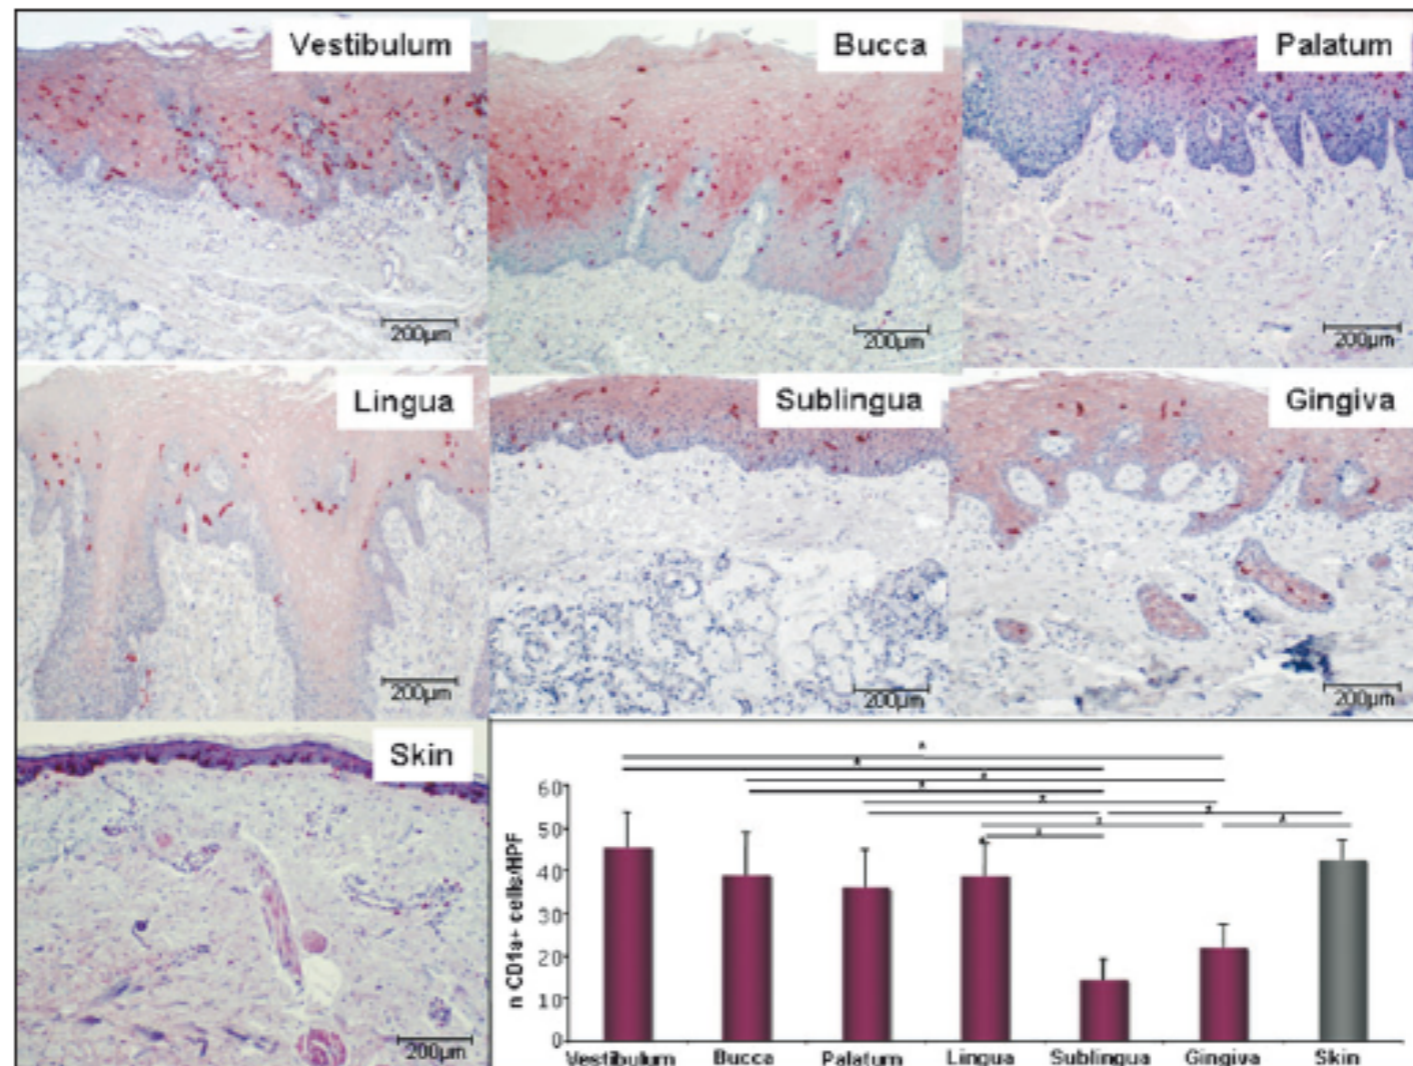 Vestibulum
Bucca
Palatum
200µm
200µm
200µm
Lingua
Sublingua
Gingiva
200µm
200µm
200µm
Skin
200µm
n CD1a+ cells/HPF
60
50
40
30
20
10
0
Vestibulum Bucca Palatum Lingua Sublingua Gingiva Skin